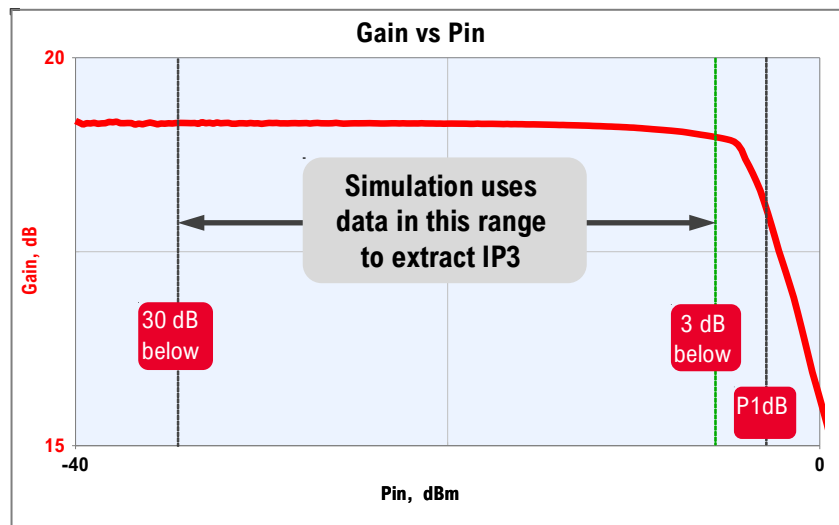 Gain vs Pin
20
Gain, dB
Simulation uses
data in this range
to extract IP3
30 dB
below
3 dB
below
P1dB
15
-40
0
Pin, dBm